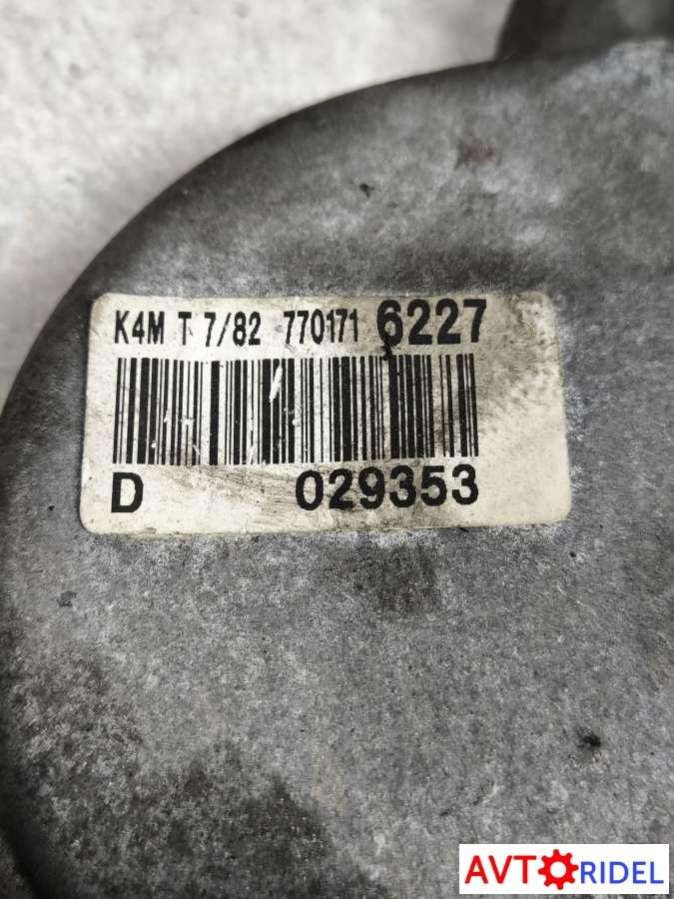 K4M T 7/82 770171 6227
D 029353
AVTORIDEL